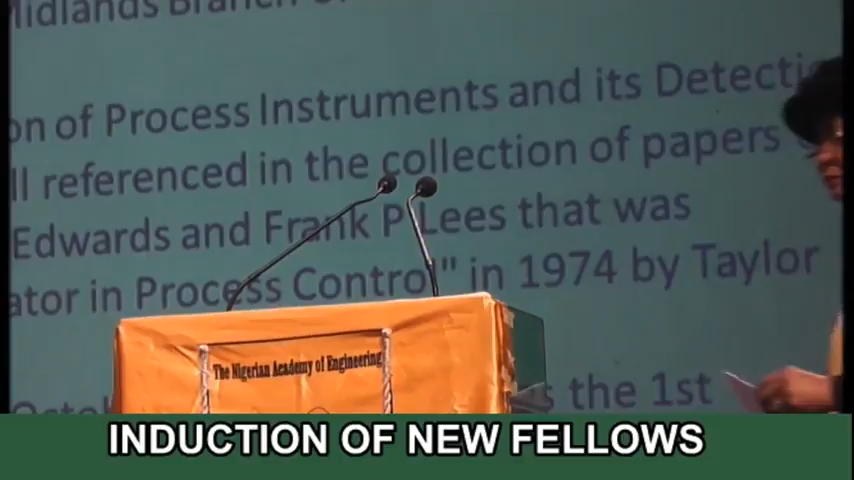 Midlands Branch
on of Process Instruments and its Detecti
ll referenced in the collection of papers
Edwards and Frank P Lees that was
ator in Process Control" in 1974 by Taylor
the 1st
The Nigerian Academy of Engineering
INDUCTION OF NEW FELLOWS